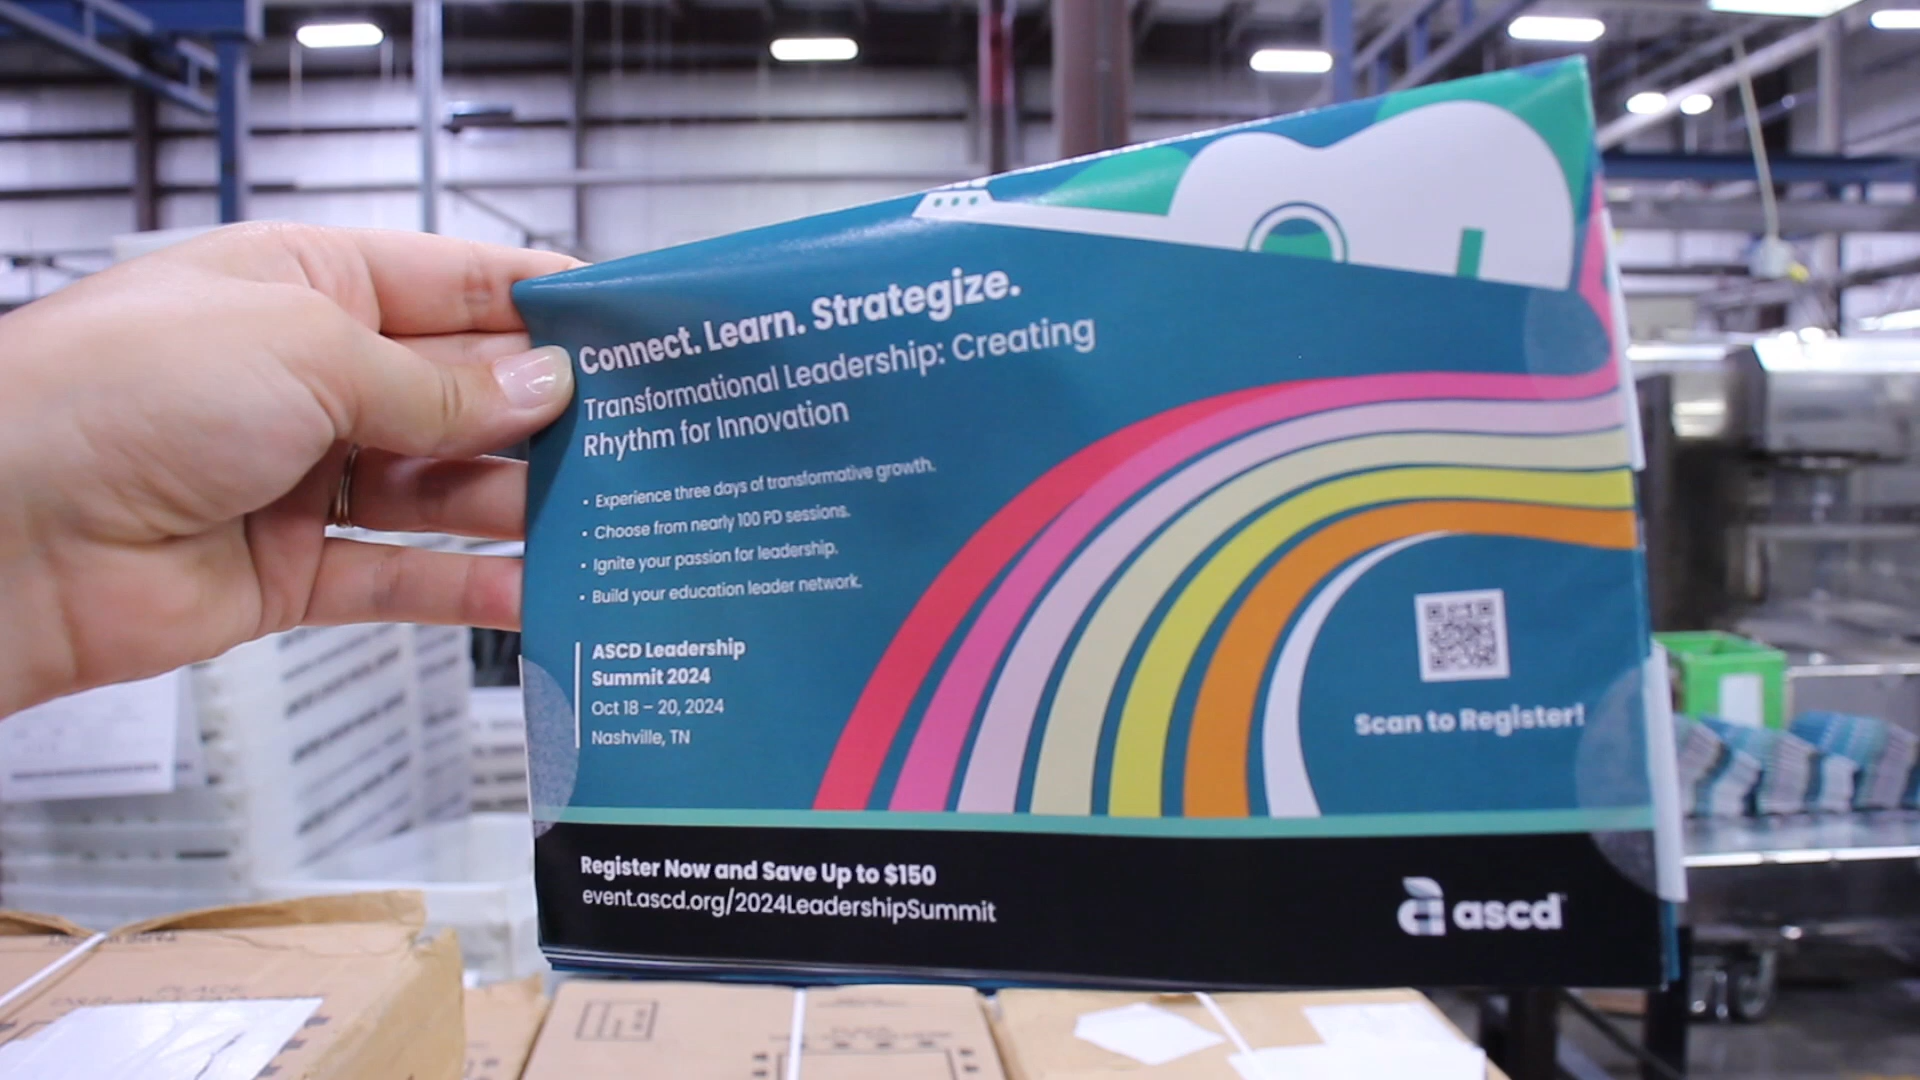 Connect. Learn. Strategize.
Transformational Leadership: Creating
Rhythm for Innovation
• Experience three days of transformative growth.
• Choose from nearly 100 PD sessions.
• Ignite your passion for leadership.
• Build your education leader network.
ASCD Leadership
Summit 2024
Oct 18 – 20, 2024
Nashville, TN
Scan to Register!
Register Now and Save Up to $150
event.ascd.org/2024LeadershipSummit
ascd
PLACE